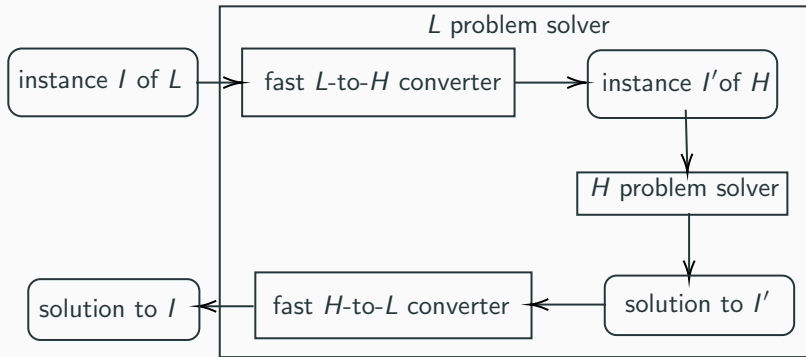 L problem solver
instance I of L
fast L-to-H converter
instance I′of H
H problem solver
solution to I
fast H-to-L converter
solution to I′